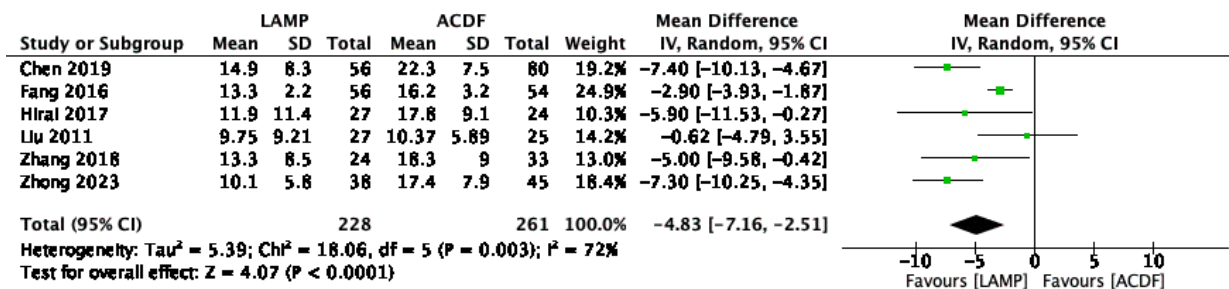 LAMP ACDF Mean Difference Mean Difference
Study or Subgroup Mean SD Total Mean SD Total Weight IV, Random, 95% CI IV, Random, 95% CI
Chen 2019 14.9 8.3 56 22.3 7.5 80 19.2% −7.40 [−10.13, −4.67]
Fang 2016 13.3 2.2 56 16.2 3.2 54 24.9% −2.90 [−3.93, −1.87]
Hirai 2017 11.9 11.4 27 17.8 9.1 24 10.3% −5.90 [−11.53, −0.27]
Liu 2011 9.75 9.21 27 10.37 5.89 25 14.2% −0.62 [−4.79, 3.55]
Zhang 2018 13.3 8.5 24 18.3 9 33 13.0% −5.00 [−9.58, −0.42]
Zhong 2023 10.1 5.8 38 17.4 7.9 45 18.4% −7.30 [−10.25, −4.35]
Total (95% CI) 228 261 100.0% −4.83 [−7.16, −2.51]
Heterogeneity: Tau² = 5.39; Chi² = 18.06, df = 5 (P = 0.003); I² = 72%
Test for overall effect: Z = 4.07 (P < 0.0001)
−10 −5 0 5 10
Favours [LAMP] Favours [ACDF]